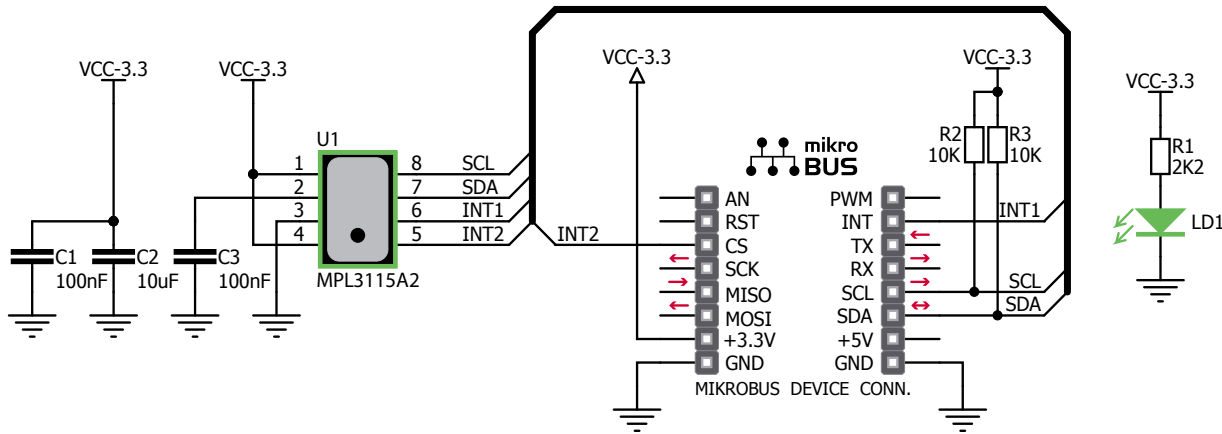 VCC-3.3
VCC-3.3
VCC-3.3
VCC-3.3
VCC-3.3
U1
1
2
3
4
8
7
6
5
SCL
SDA
INT1
INT2
MPL3115A2
C1
100nF
C2
10uF
C3
100nF
INT2
mikro
BUS
AN
RST
CS
SCK
MISO
MOSI
+3.3V
GND
PWM
INT
TX
RX
SCL
SDA
+5V
GND
MIKROBUS DEVICE CONN.
R2
10K
R3
10K
INT1
SCL
SDA
R1
2K2
LD1